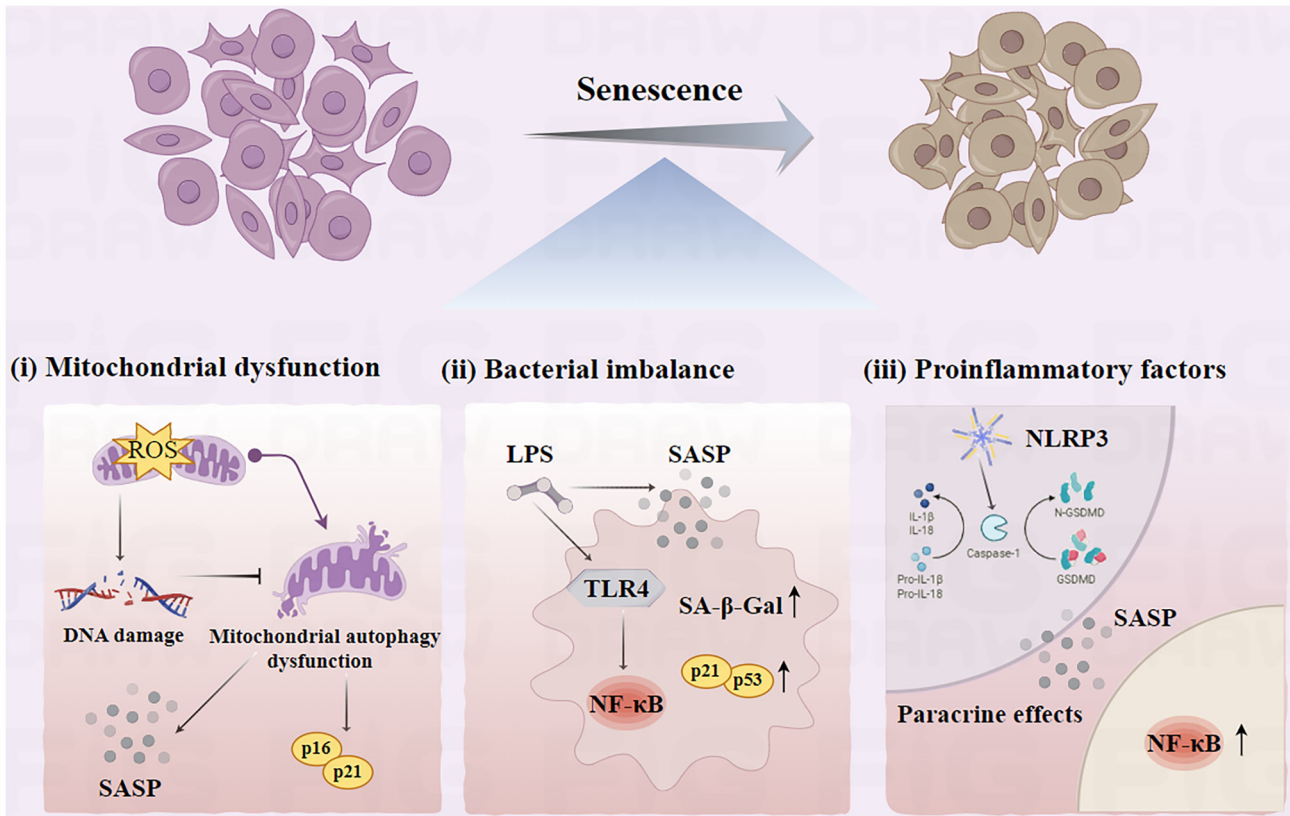 Senescence
(i) Mitochondrial dysfunction
ROS
DNA damage
Mitochondrial autophagy
dysfunction
SASP
p16
p21
(ii) Bacterial imbalance
LPS
SASP
TLR4
SA-β-Gal
NF-κB
p21
p53
(iii) Proinflammatory factors
NLRP3
IL-1β
IL-18
Pro-IL-1β
Pro-IL-18
Caspase-1
N-GSDMD
GSDMD
SASP
Paracrine effects
NF-κB
FIG
DRAW